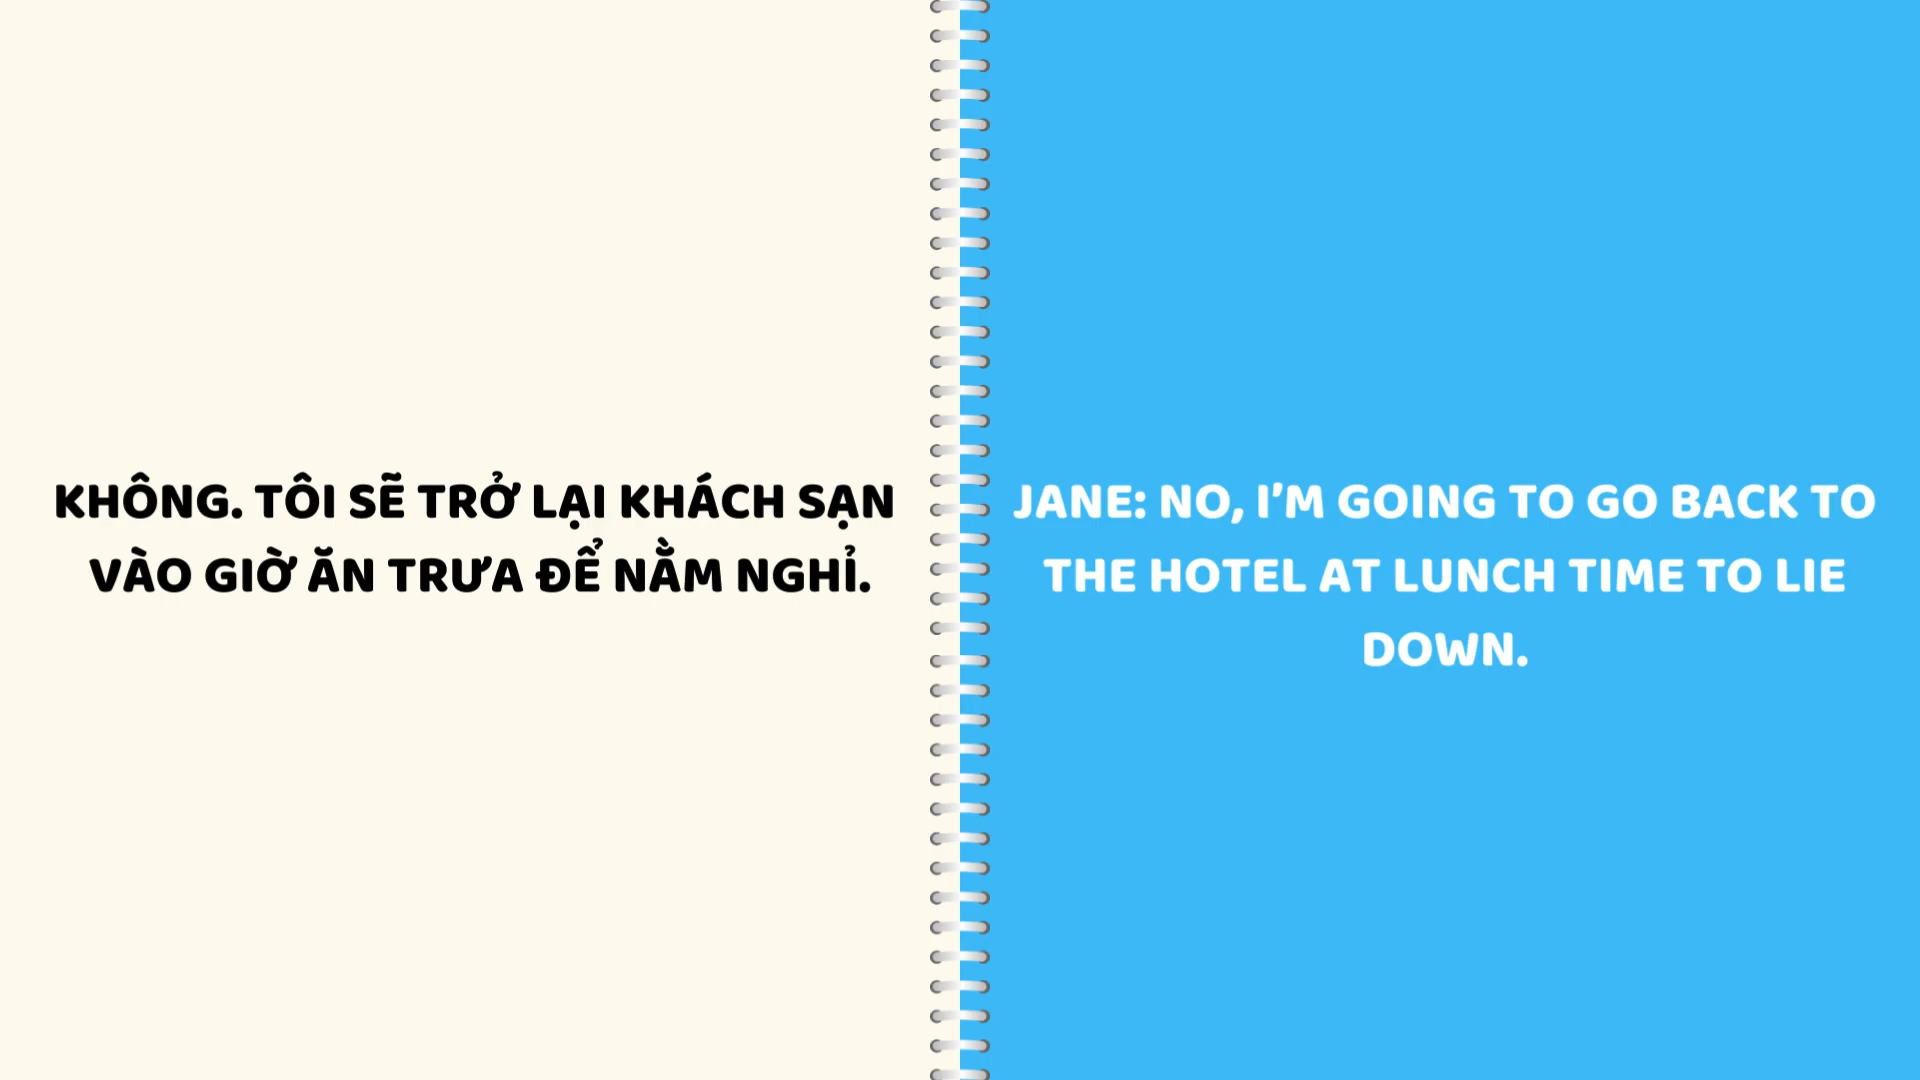 KHÔNG. TÔI SẼ TRỞ LẠI KHÁCH SẠN
VÀO GIỜ ĂN TRƯA ĐỂ NẰM NGHỈ.
JANE: NO, I'M GOING TO GO BACK TO
THE HOTEL AT LUNCH TIME TO LIE
DOWN.